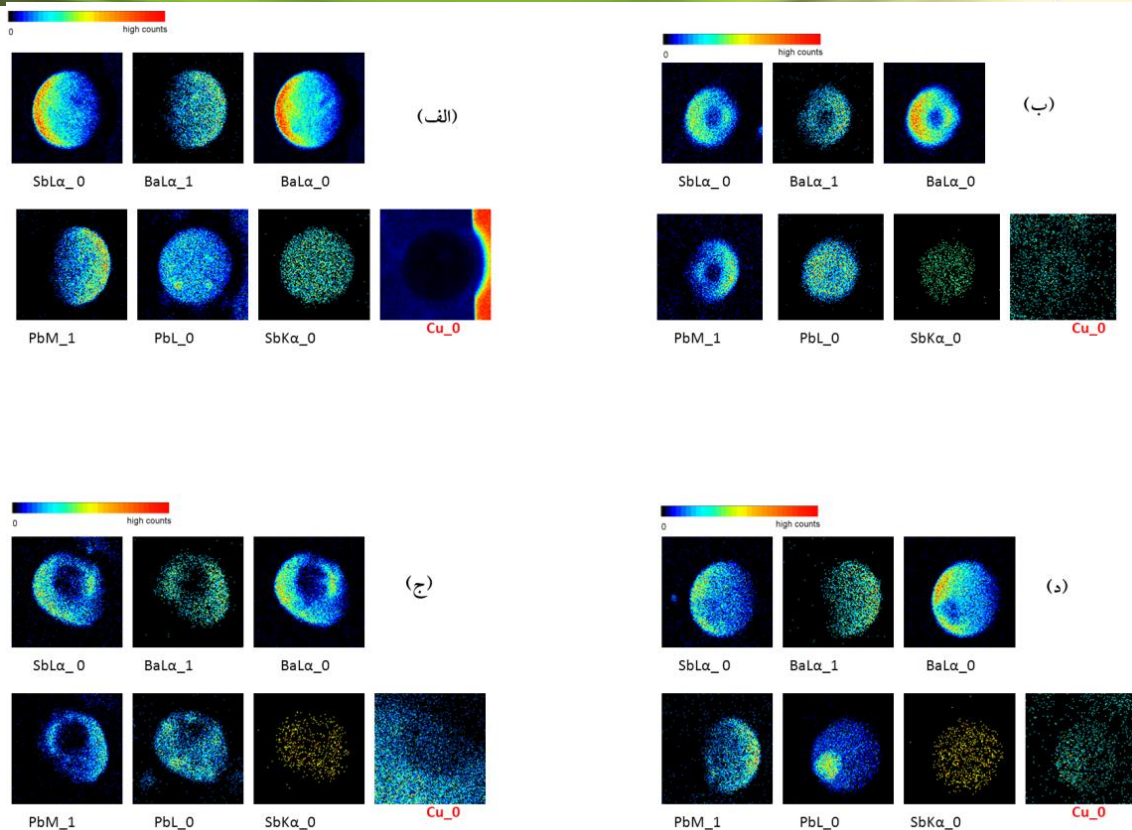 0 high counts
(الف)
SbLα_0 BaLα_1 BaLα_0
PbM_1 PbL_0 SbKα_0 Cu_0
0 high counts
(ب)
SbLα_0 BaLα_1 BaLα_0
PbM_1 PbL_0 SbKα_0 Cu_0
0 high counts
(ج)
SbLα_0 BaLα_1 BaLα_0
PbM_1 PbL_0 SbKα_0 Cu_0
0 high counts
(د)
SbLα_0 BaLα_1 BaLα_0
PbM_1 PbL_0 SbKα_0 Cu_0